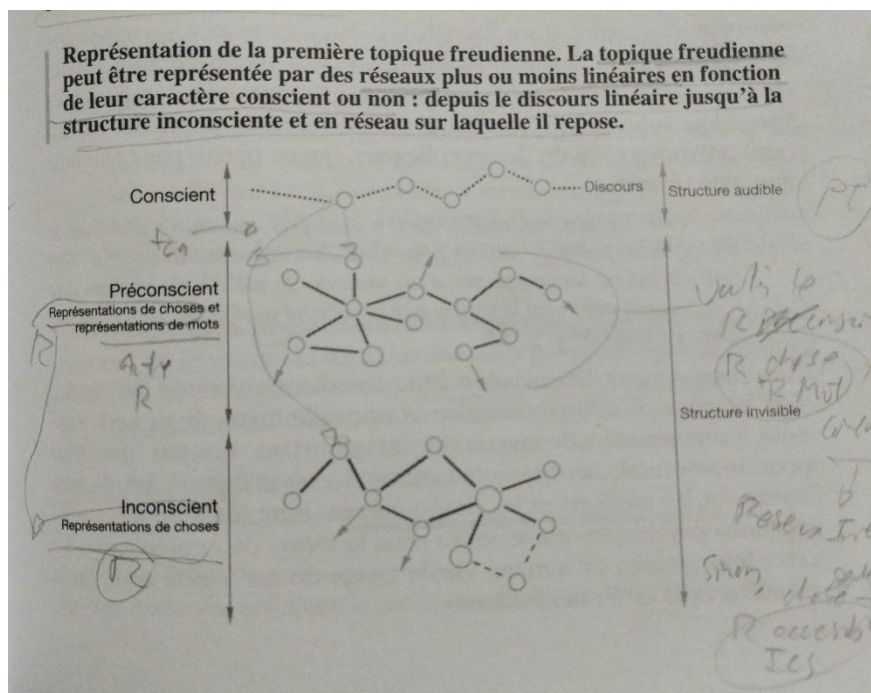 Représentation de la première topique freudienne. La topique freudienne
peut être représentée par des réseaux plus ou moins linéaires en fonction
de leur caractère conscient ou non : depuis le discours linéaire jusqu'à la
structure inconsciente et en réseau sur laquelle il repose.
Conscient
Discours
Structure audible
Préconscient
Représentations de choses et
représentations de mots
R
R
R chose
+ R Mot
Structure invisible
Inconscient
Représentations de choses
R
Sinon,
R
Ics